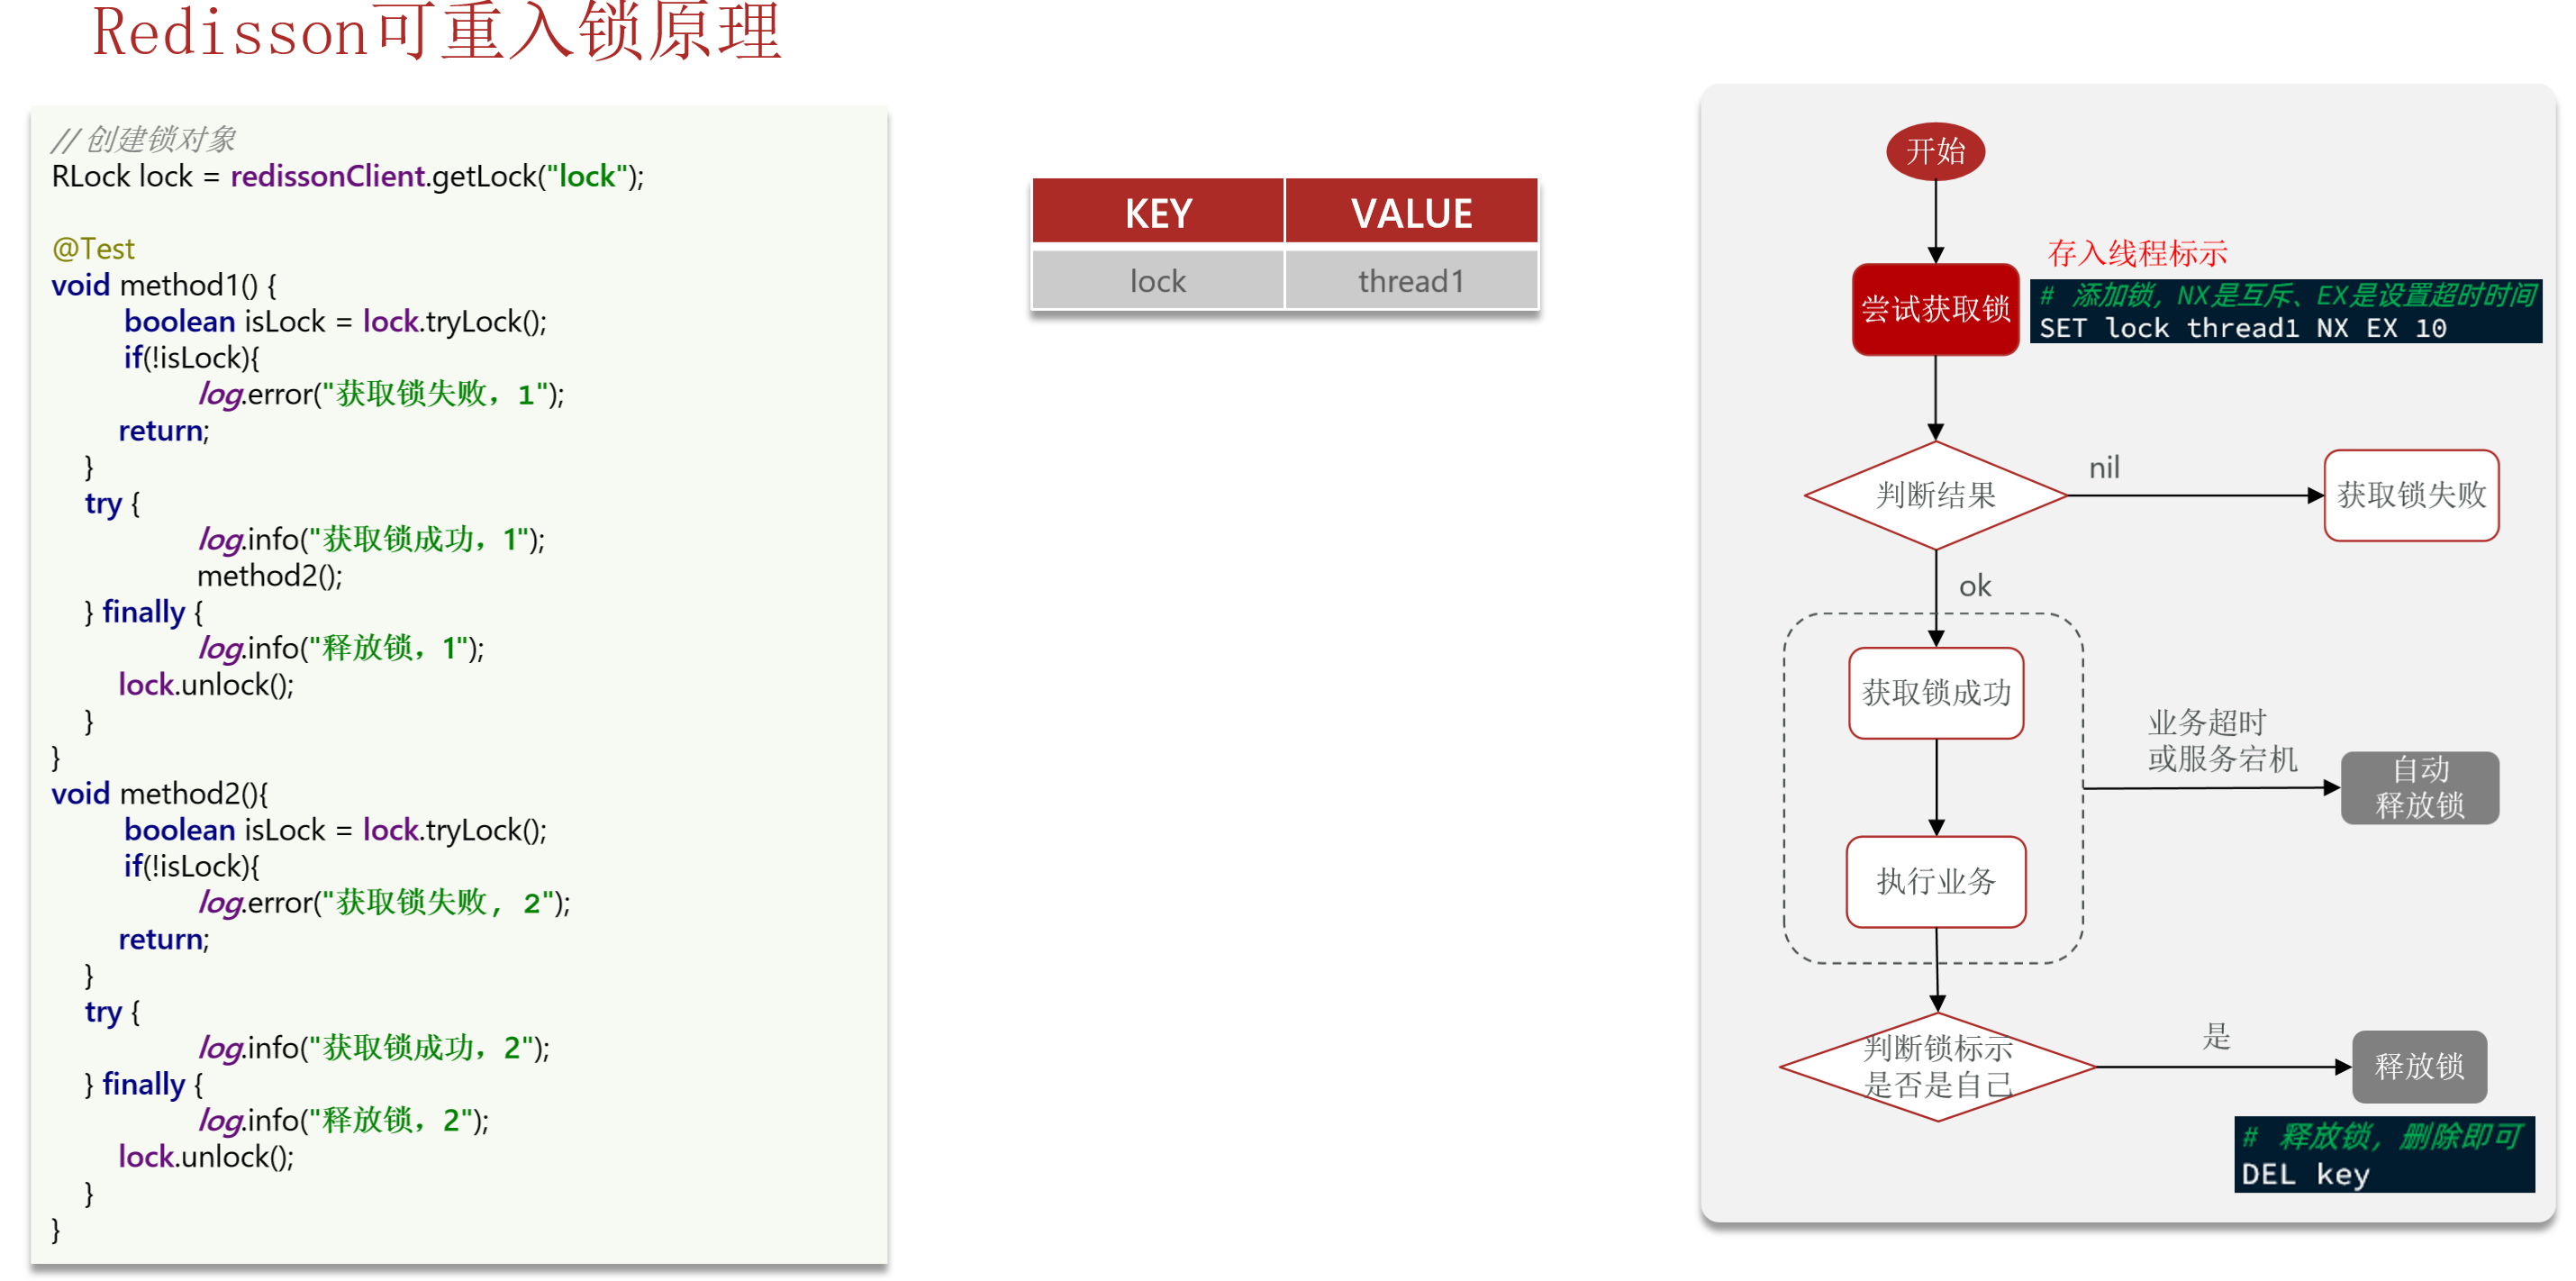 Redisson可重入锁原理
// 创建锁对象
RLock lock = redissonClient.getLock("lock");
@Test
void method1() {
boolean isLock = lock.tryLock();
if(!isLock){
log.error("获取锁失败，1");
return;
}
try {
log.info("获取锁成功，1");
method2();
} finally {
log.info("释放锁，1");
lock.unlock();
}
}
void method2(){
boolean isLock = lock.tryLock();
if(!isLock){
log.error("获取锁失败, 2");
return;
}
try {
log.info("获取锁成功，2");
} finally {
log.info("释放锁，2");
lock.unlock();
}
}
KEY VALUE
lock thread1
开始
存入线程标示
尝试获取锁
# 添加锁，NX是互斥、EX是设置超时时间
SET lock thread1 NX EX 10
判断结果
nil
获取锁失败
ok
获取锁成功
业务超时
或服务宕机
自动
释放锁
执行业务
判断锁标示
是否是自己
是
释放锁
# 释放锁，删除即可
DEL key